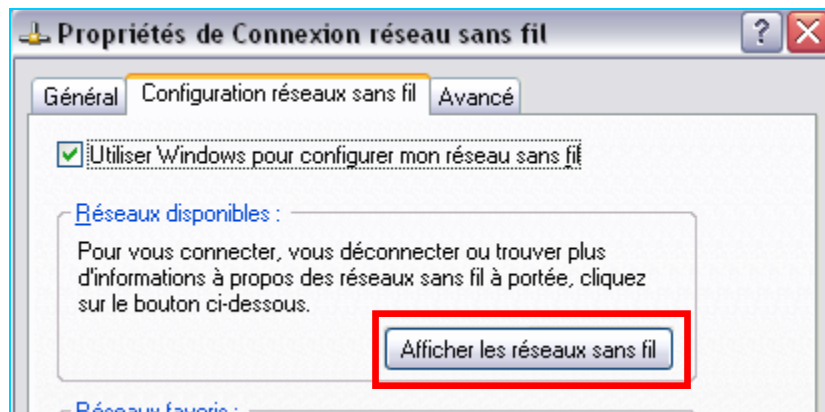 Propriétés de Connexion réseau sans fil
Général Configuration réseaux sans fil Avancé
Utiliser Windows pour configurer mon réseau sans fil
Réseaux disponibles :
Pour vous connecter, vous déconnecter ou trouver plus
d'informations à propos des réseaux sans fil à portée, cliquez
sur le bouton ci-dessous.
Afficher les réseaux sans fil
Réseaux favoris :